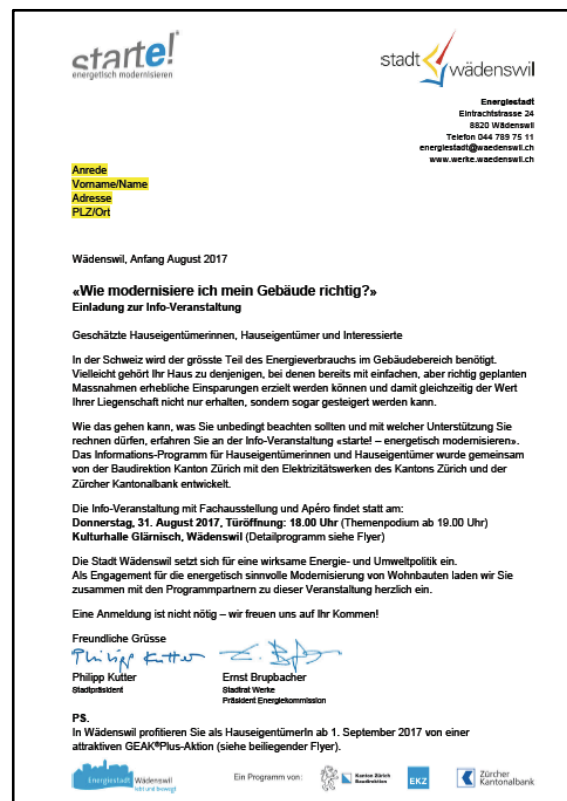 starte!
energetisch modernisieren
stadt wädenswil
Energiestadt
Eintrachtstrasse 24
8820 Wädenswil
Telefon 044 789 75 11
energiestadt@waedenswil.ch
www.werke.waedenswil.ch
Anrede
Vorname/Name
Adresse
PLZ/Ort
Wädenswil, Anfang August 2017
«Wie modernisiere ich mein Gebäude richtig?»
Einladung zur Info-Veranstaltung
Geschätzte Hauseigentümerinnen, Hauseigentümer und Interessierte
In der Schweiz wird der grösste Teil des Energieverbrauchs im Gebäudebereich benötigt.
Vielleicht gehört Ihr Haus zu denjenigen, bei denen bereits mit einfachen, aber richtig geplanten
Massnahmen erhebliche Einsparungen erzielt werden können und damit gleichzeitig der Wert
Ihrer Liegenschaft nicht nur erhalten, sondern sogar gesteigert werden kann.
Wie das gehen kann, was Sie unbedingt beachten sollten und mit welcher Unterstützung Sie
rechnen dürfen, erfahren Sie an der Info-Veranstaltung «starte! – energetisch modernisieren».
Das Informations-Programm für Hauseigentümerinnen und Hauseigentümer wurde gemeinsam
von der Baudirektion Kanton Zürich mit den Elektrizitätswerken des Kantons Zürich und der
Zürcher Kantonalbank entwickelt.
Die Info-Veranstaltung mit Fachausstellung und Apéro findet statt am:
Donnerstag, 31. August 2017, Türöffnung: 18.00 Uhr (Themenpodium ab 19.00 Uhr)
Kulturhalle Glärnisch, Wädenswil (Detailprogramm siehe Flyer)
Die Stadt Wädenswil setzt sich für eine wirksame Energie- und Umweltpolitik ein.
Als Engagement für die energetisch sinnvolle Modernisierung von Wohnbauten laden wir Sie
zusammen mit den Programmpartnern zu dieser Veranstaltung herzlich ein.
Eine Anmeldung ist nicht nötig – wir freuen uns auf Ihr Kommen!
Freundliche Grüsse
Philipp Kutter
Philipp Kutter Ernst Brupbacher
Stadtpräsident Stadtrat Werke
Präsident Energiekommission
PS.
In Wädenswil profitieren Sie als HauseigentümerIn ab 1. September 2017 von einer
attraktiven GEAK®Plus-Aktion (siehe beiliegender Flyer).
Energiestadt Wädenswil
lebt und bewegt
Ein Programm von:
Kanton Zürich
Baudirektion
EKZ
Zürcher
Kantonalbank